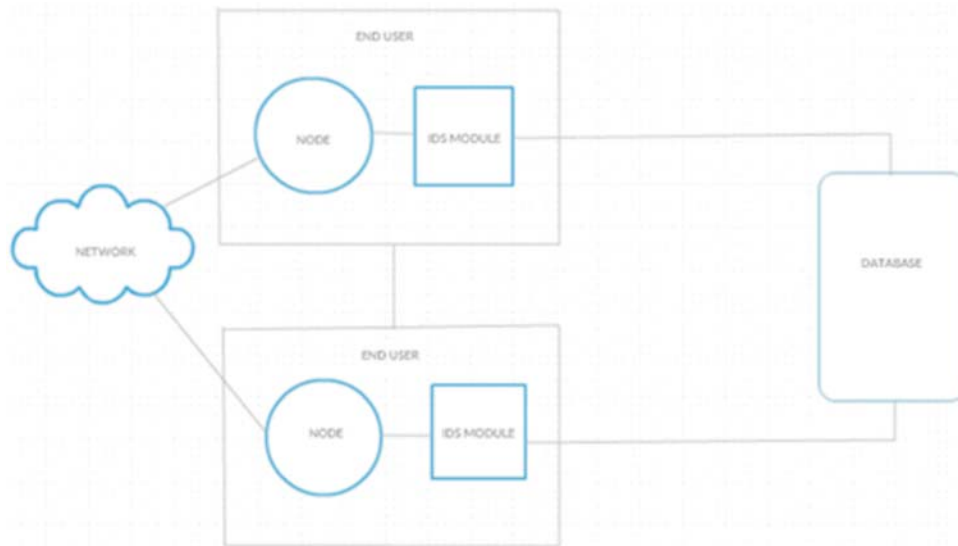 END USER
NODE
IDS MODULE
NETWORK
DATABASE
END USER
NODE
IDS MODULE